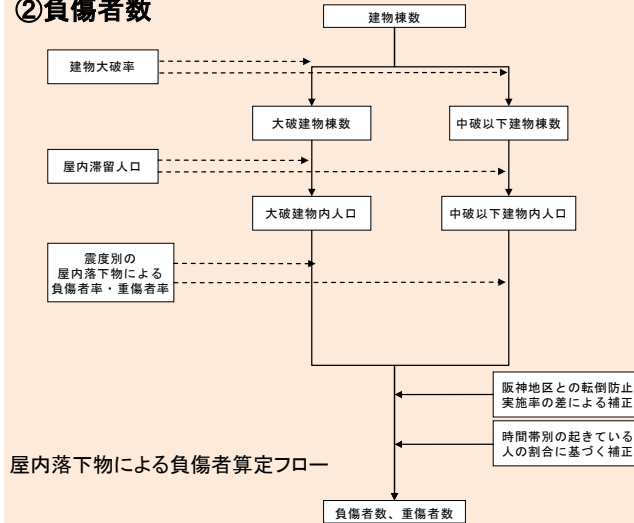 ②負傷者数
建物棟数
建物大破率
大破建物棟数
中破以下建物棟数
屋内滞留人口
大破建物内人口
中破以下建物内人口
震度別の
屋内落下物による
負傷者率・重傷者率
阪神地区との転倒防止
実施率の差による補正
時間帯別の起きている
人の割合に基づく補正
屋内落下物による負傷者算定フロー
負傷者数、重傷者数